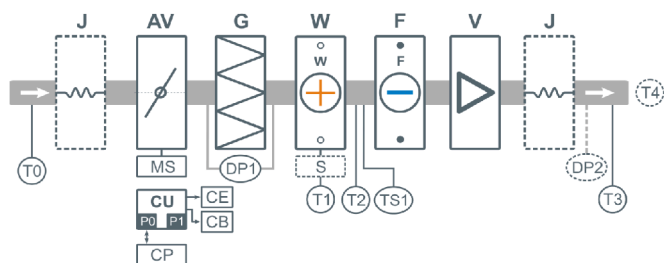 J AV G W F V J
W F
T4
MS DP1 S DP2
T0 T1 T2 TS1 T3
CU CE
P0 P1 CB
CP